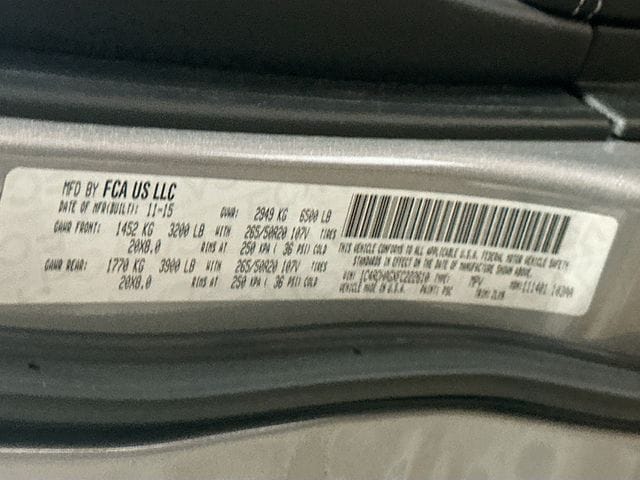 MFD BY FCA US LLC
DATE OF MFR(BUILT): 11-15 GVWR: 2949 KG 6500 LB
GAWR FRONT: 1452 KG 3200 LB WITH 265/50R20 107V TIRES
20X8.0 RIMS AT 250 KPA ( 36 PSI) COLD
GAWR REAR: 1770 KG 3900 LB WITH 265/50R20 107V TIRES
20X8.0 RIMS AT 250 KPA ( 36 PSI) COLD
THIS VEHICLE CONFORMS TO ALL APPLICABLE U.S.A. FEDERAL MOTOR VEHICLE
STANDARDS IN EFFECT ON THE DATE OF MANUFACTURE SHOWN ABOVE.
VIN: TYPE: MPV
VEHICLE MADE IN U.S.A. PAINT: TRIM: